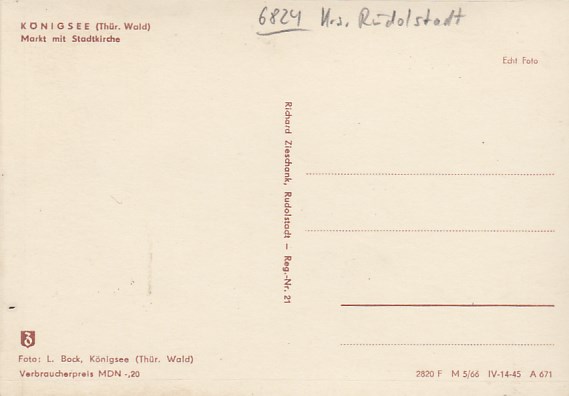 6824 Krs. Rudolstadt
KÖNIGSEE (Thür. Wald)
Markt mit Stadtkirche
Echt Foto
Richard Zieschank, Rudolstadt – Reg.-Nr. 21
Foto: L. Bock, Königsee (Thür. Wald)
Verbraucherpreis MDN -,20
2820 F M 5/66 IV-14-45 A 671